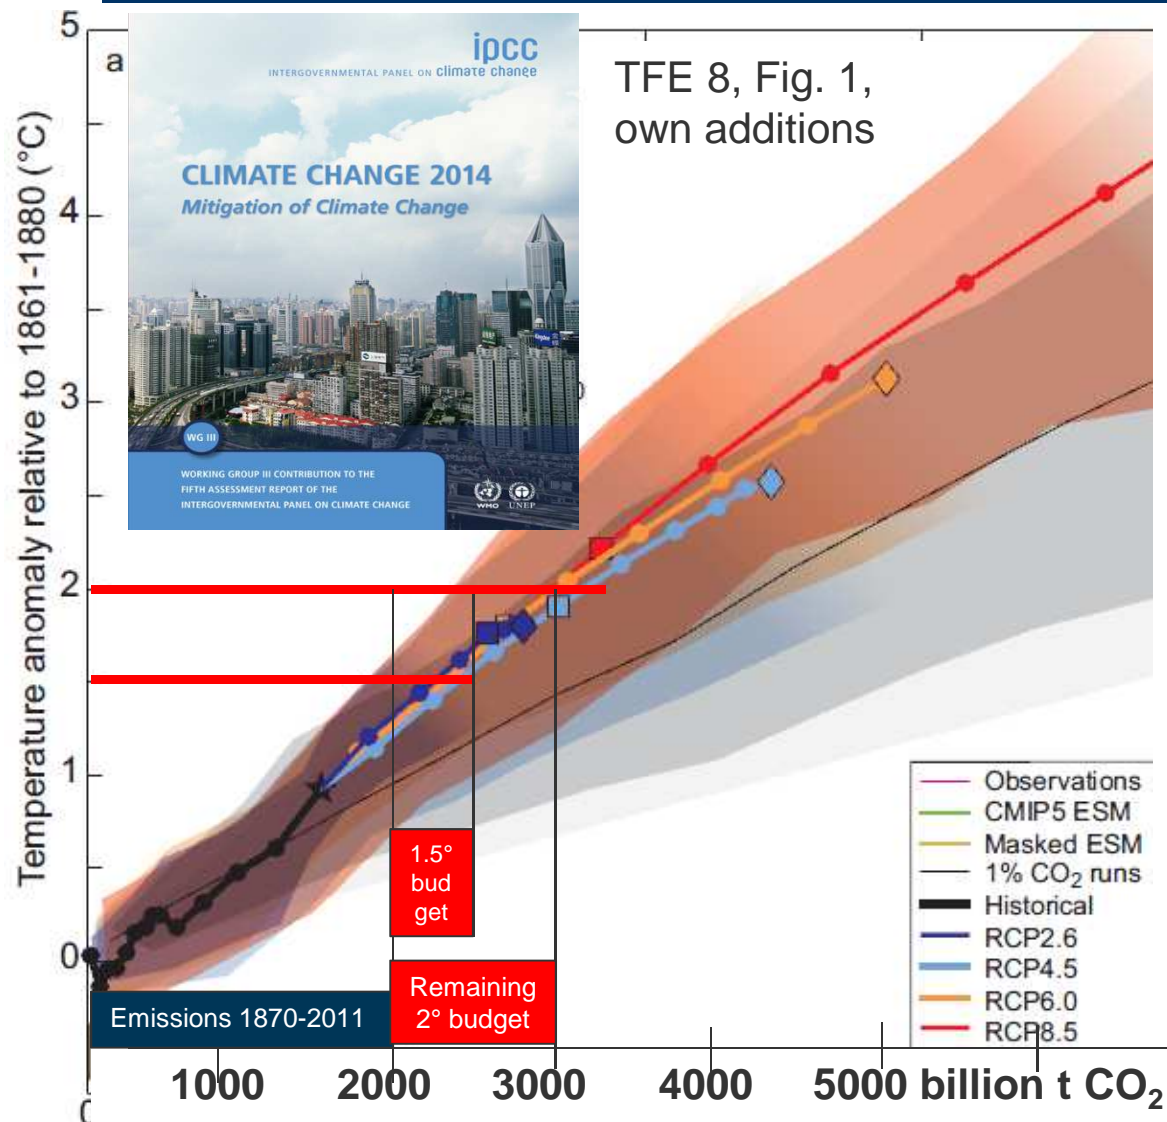 5
4
3
2
1
0
Temperature anomaly relative to 1861-1880 (°C)
a
ipcc
INTERGOVERNMENTAL PANEL ON climate change
CLIMATE CHANGE 2014
Mitigation of Climate Change
WG III
WORKING GROUP III CONTRIBUTION TO THE
FIFTH ASSESSMENT REPORT OF THE
INTERGOVERNMENTAL PANEL ON CLIMATE CHANGE
WMO UNEP
TFE 8, Fig. 1,
own additions
1.5°
bud
get
Remaining
2° budget
Emissions 1870-2011
Observations
CMIP5 ESM
Masked ESM
1% CO₂ runs
Historical
RCP2.6
RCP4.5
RCP6.0
RCP8.5
1000 2000 3000 4000 5000 billion t CO₂